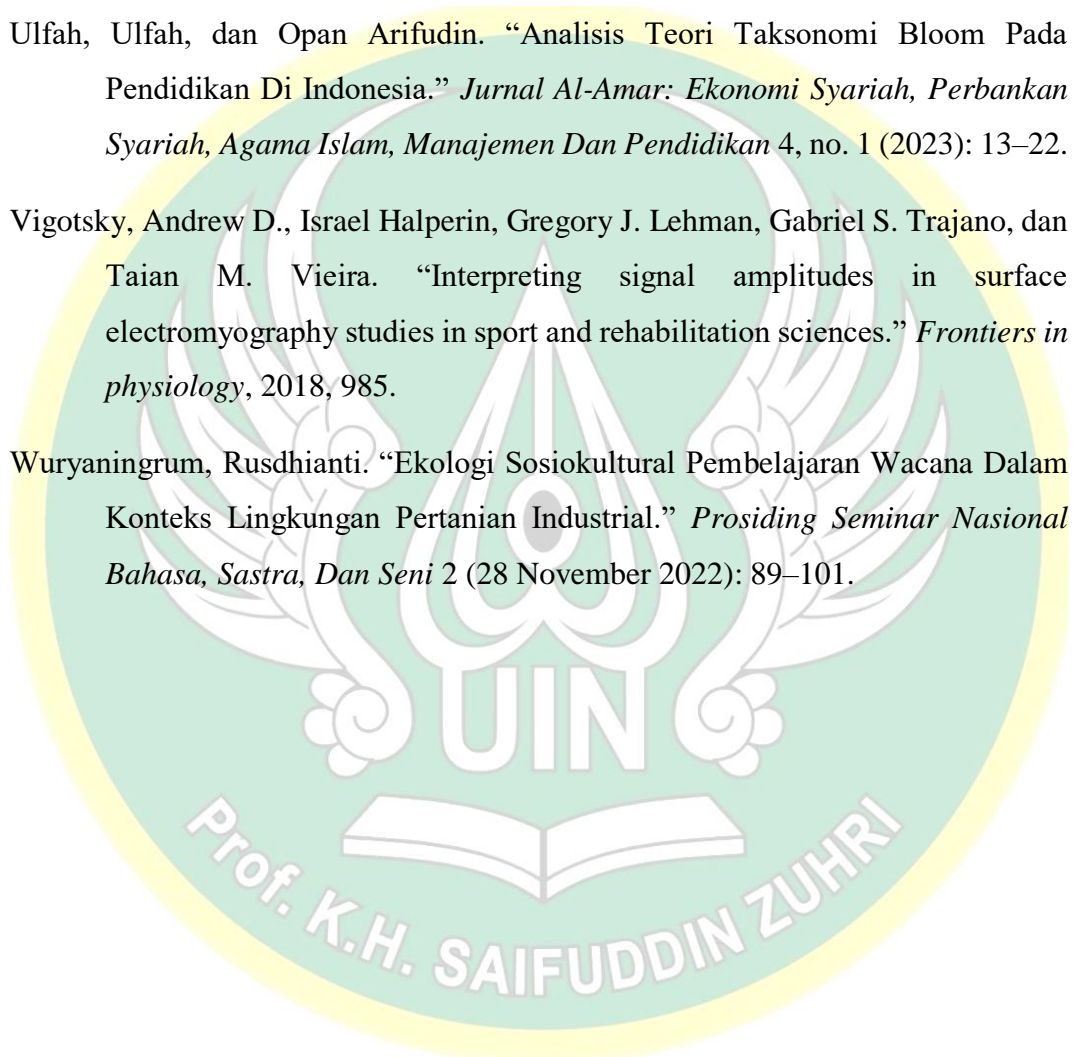 Ulfah, Ulfah, dan Opan Arifudin. “Analisis Teori Taksonomi Bloom Pada
Pendidikan Di Indonesia.” Jurnal Al-Amar: Ekonomi Syariah, Perbankan
Syariah, Agama Islam, Manajemen Dan Pendidikan 4, no. 1 (2023): 13–22.
Vigotsky, Andrew D., Israel Halperin, Gregory J. Lehman, Gabriel S. Trajano, dan
Taian M. Vieira. “Interpreting signal amplitudes in surface
electromyography studies in sport and rehabilitation sciences.” Frontiers in
physiology, 2018, 985.
Wuryaningrum, Rusdhianti. “Ekologi Sosiokultural Pembelajaran Wacana Dalam
Konteks Lingkungan Pertanian Industrial.” Prosiding Seminar Nasional
Bahasa, Sastra, Dan Seni 2 (28 November 2022): 89–101.
UIN
Prof. K.H. SAIFUDDIN ZUHRI